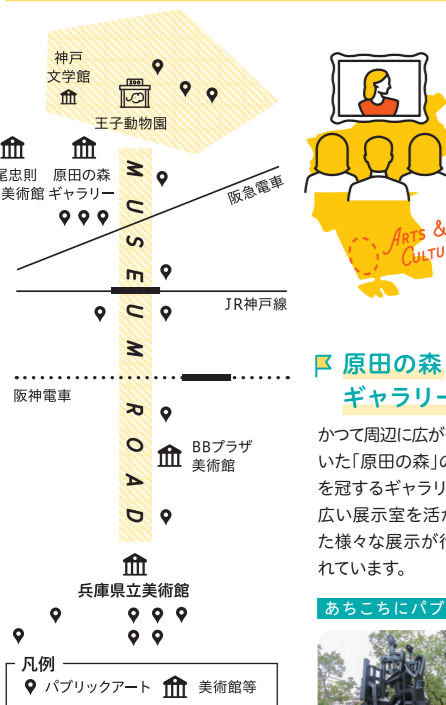 神戸
文学館
王子動物園
尾忠則
美術館
原田の森
ギャラリー
MUSEUM ROAD
阪急電車
JR神戸線
阪神電車
BBプラザ
美術館
兵庫県立美術館
凡例
パブリックアート
美術館等
ARTS &
CULTU
原田の森
ギャラリー
かつて周辺に広が
いた「原田の森」の
を冠するギャラリ
広い展示室を活か
た様々な展示が行
れています。
あちこちにパブ